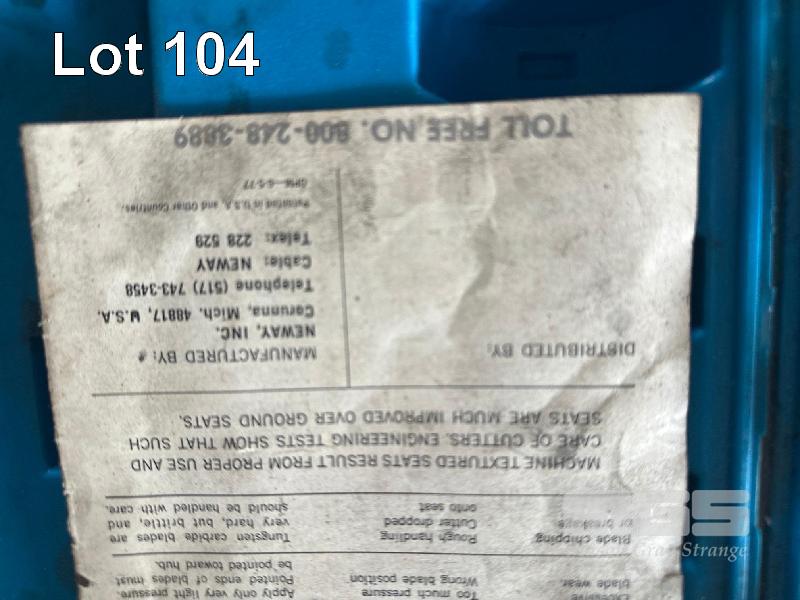 Lot 104
Excessive Too much pressure Apply only very light pressure.
blade wear Wrong blade position Pointed ends of blades must
be pointed toward hub.
Blade chipping Rough handling Tungsten carbide blades are
or breakage Cutter dropped very hard, but brittle, and
onto seat should be handled with care.
MACHINE TEXTURED SEATS RESULT FROM PROPER USE AND
CARE OF CUTTERS. ENGINEERING TESTS SHOW THAT SUCH
SEATS ARE MUCH IMPROVED OVER GROUND SEATS.
DISTRIBUTED BY:
MANUFACTURED BY:
NEWAY, INC.
Corunna, Mich. 48817, U.S.A.
Telephone (517) 743-3458
Cable: NEWAY
Telex: 228 529
Patented in U.S.A. and Other Countries.
TOLL FREE NO. 800-248-3889
Strange